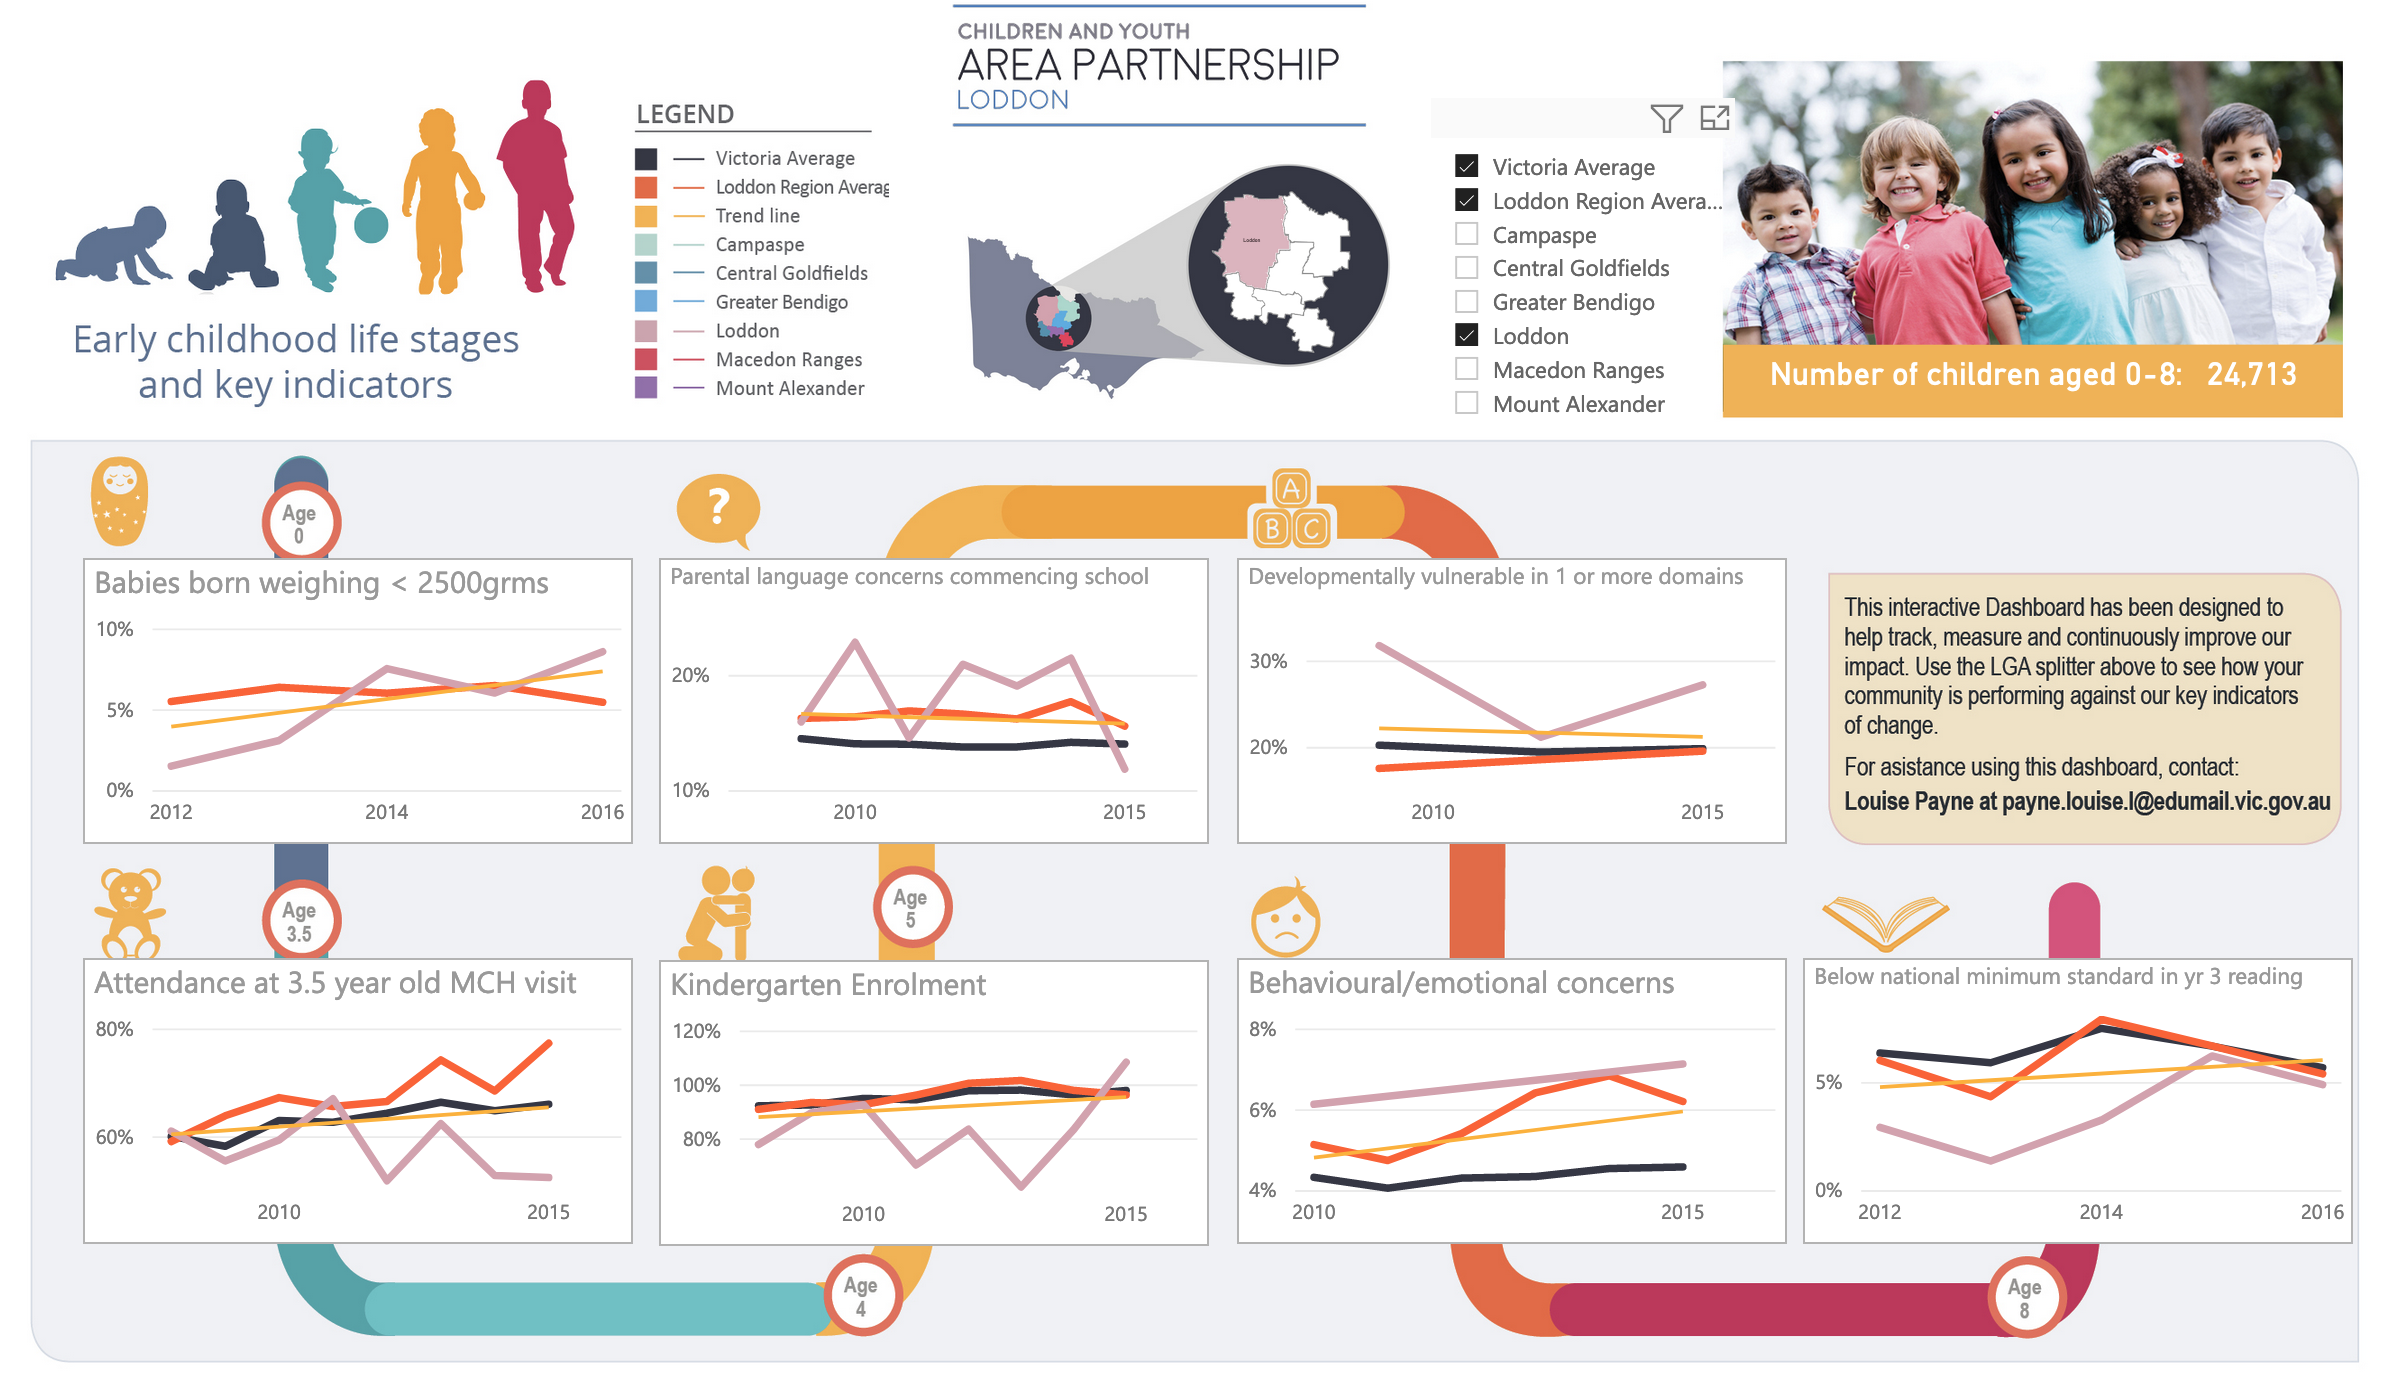 CHILDREN AND YOUTH
AREA PARTNERSHIP
LODDON
Early childhood life stages
and key indicators
LEGEND
Victoria Average
Loddon Region Averag
Trend line
Campaspe
Central Goldfields
Greater Bendigo
Loddon
Macedon Ranges
Mount Alexander
Loddon
Victoria Average
Loddon Region Avera...
Campaspe
Central Goldfields
Greater Bendigo
Loddon
Macedon Ranges
Mount Alexander
Number of children aged 0-8: 24,713
Age
0
?
A
B C
Babies born weighing < 2500grms
10%
5%
0%
2012 2014 2016
Parental language concerns commencing school
20%
10%
2010 2015
Developmentally vulnerable in 1 or more domains
30%
20%
2010 2015
This interactive Dashboard has been designed to
help track, measure and continuously improve our
impact. Use the LGA splitter above to see how your
community is performing against our key indicators
of change.
For asistance using this dashboard, contact:
Louise Payne at payne.louise.l@edumail.vic.gov.au
Age
3.5
Age
5
Attendance at 3.5 year old MCH visit
80%
60%
2010 2015
Kindergarten Enrolment
120%
100%
80%
2010 2015
Behavioural/emotional concerns
8%
6%
4%
2010 2015
Below national minimum standard in yr 3 reading
5%
0%
2012 2014 2016
Age
4
Age
8